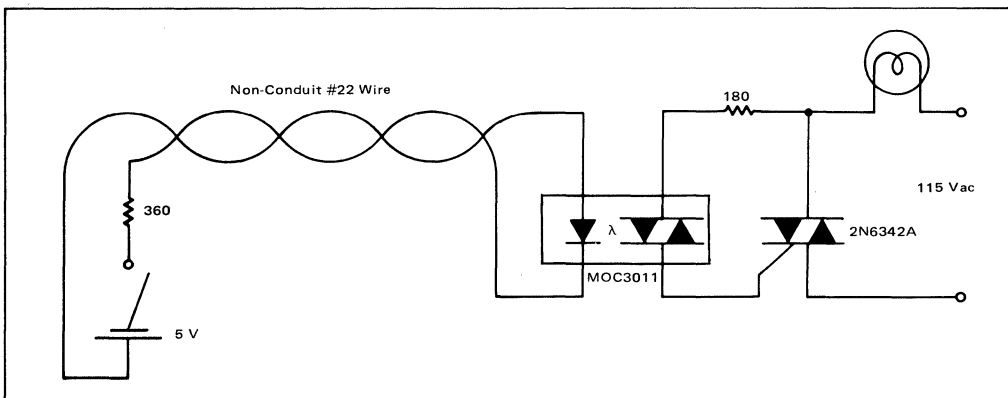 Non-Conduit #22 Wire
180
115 Vac
360
λ
2N6342A
MOC3011
5 V